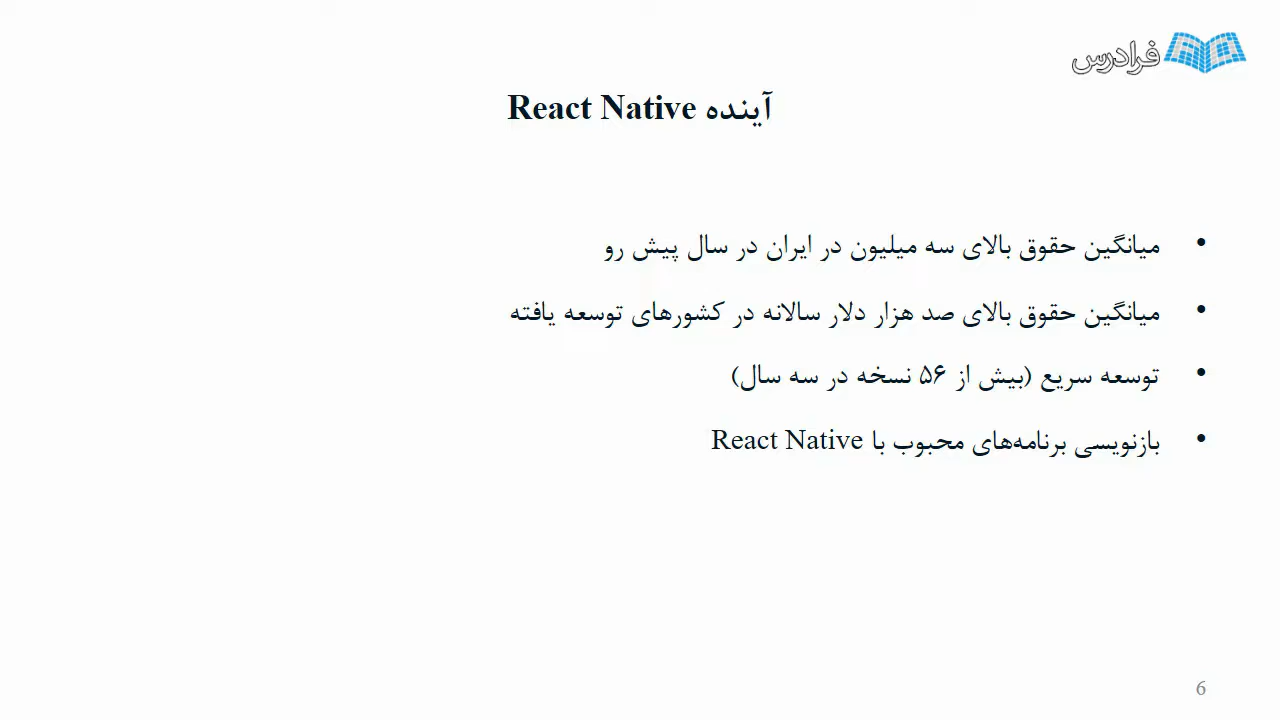 فرادرس
آینده React Native
• میانگین حقوق بالای سه میلیون در ایران در سال پیش رو
• میانگین حقوق بالای صد هزار دلار سالانه در کشورهای توسعه یافته
• توسعه سریع (بیش از ۵۶ نسخه در سه سال)
• بازنویسی برنامه‌های محبوب با React Native
6